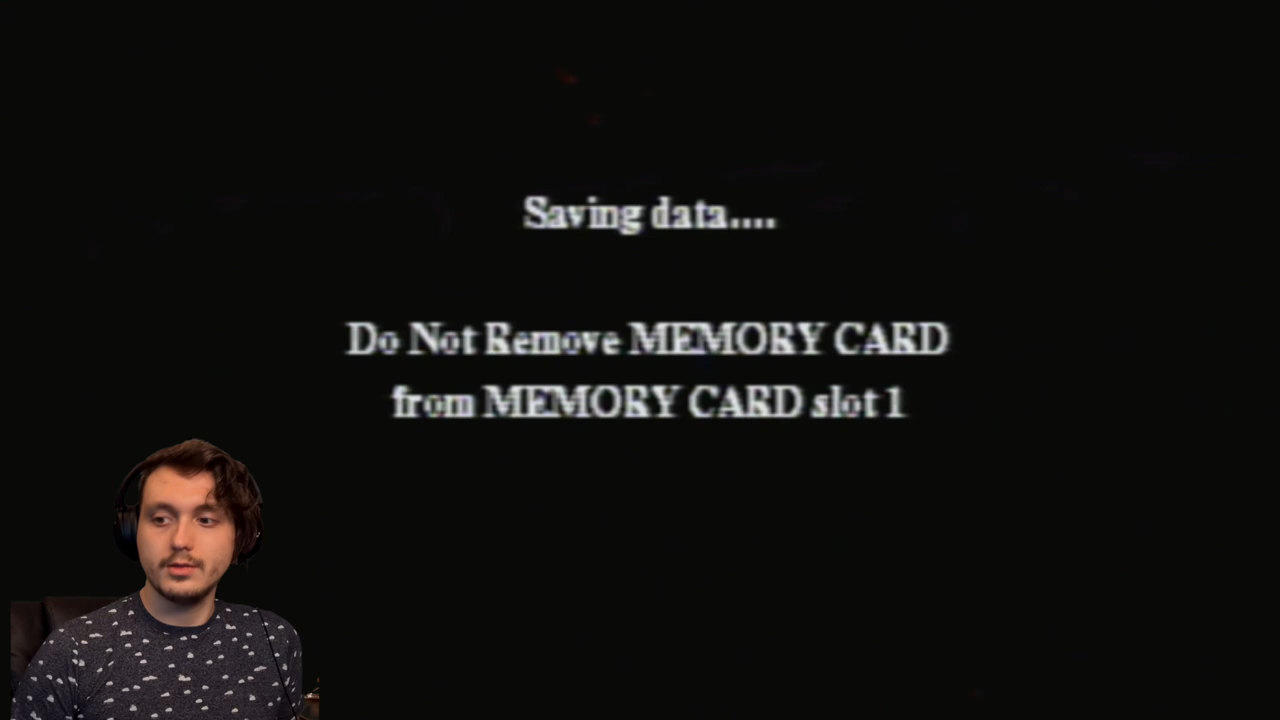 Saving data....
Do Not Remove MEMORY CARD
from MEMORY CARD slot 1